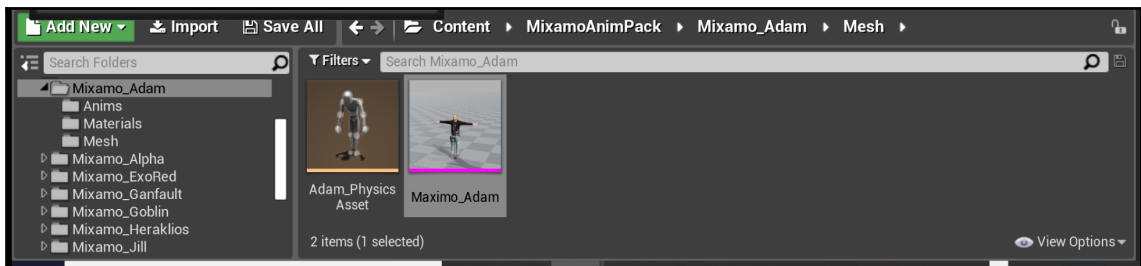 Add New Import Save All Content MixamoAnimPack Mixamo_Adam Mesh
Search Folders
Filters Search Mixamo_Adam
Mixamo_Adam
Anims
Materials
Mesh
Mixamo_Alpha
Mixamo_ExoRed
Mixamo_Ganfault
Mixamo_Goblin
Mixamo_Heraklios
Mixamo_Jill
Adam_Physics
Asset
Maximo_Adam
2 items (1 selected)
View Options